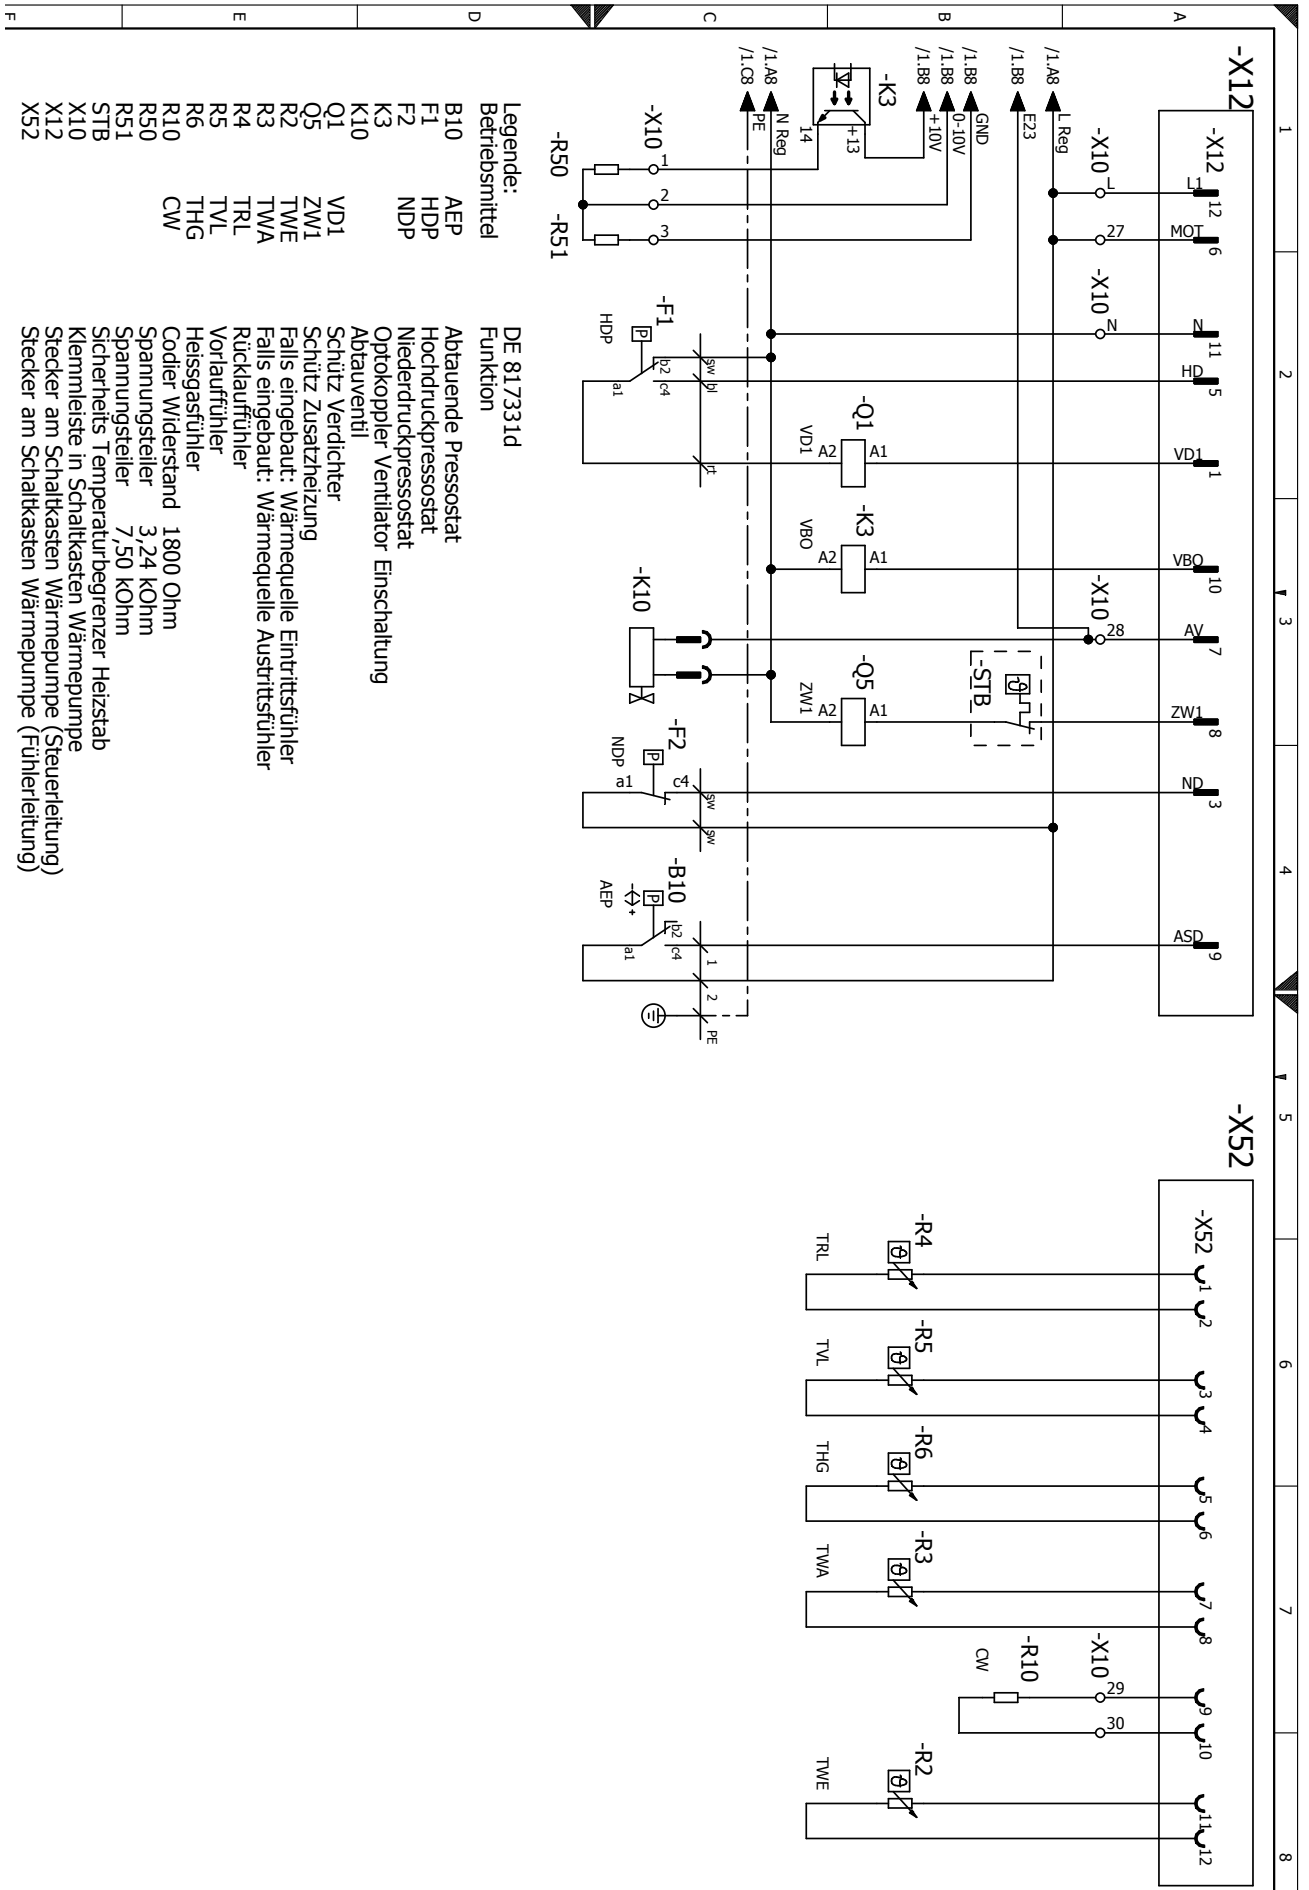 1
2
3
4
5
6
7
8
A
B
C
D
E
F
-X12
-X12
L1
12
MOT
6
N
11
HD
5
VD1
1
VBO
10
AV
7
ZW1
8
ND
3
ASD
9
-X10
L
27
-X10
N
-X10
28
/1.A8
L Reg
/1.B8
E23
/1.B8
GND
/1.B8
0-10V
/1.B8
+10V
/1.A8
N Reg
/1.C8
PE
-K3
+13
14
-X10
1
2
3
-R50
-R51
-F1
HDP
P
b2
c4
a1
sw
bl
rt
-Q1
VD1
A2
A1
-K3
VBO
A2
A1
-K10
-Q5
ZW1
A2
A1
-STB
-F2
NDP
P
a1
c4
sw
sw
-B10
AEP
P
b2
c4
a1
1
2
PE
-X52
-X52
1
2
3
4
5
6
7
8
9
10
11
12
-R4
TRL
-R5
TVL
-R6
THG
-R3
TWA
-X10
29
30
-R10
CW
-R2
TWE
Legende: DE 817331d
Betriebsmittel Funktion
B10 AEP Abtauende Pressostat
F1 HDP Hochdruckpressostat
F2 NDP Niederdruckpressostat
K3 Optokoppler Ventilator Einschaltung
K10 Abtauventil
Q1 VD1 Schütz Verdichter
Q5 ZW1 Schütz Zusatzheizung
R2 TWE Falls eingebaut: Wärmequelle Eintrittsfühler
R3 TWA Falls eingebaut: Wärmequelle Austrittsfühler
R4 TRL Rücklauffühler
R5 TVL Vorlauffühler
R6 THG Heissgasfühler
R10 CW Codier Widerstand 1800 Ohm
R50 Spannungsteiler 3,24 kOhm
R51 Spannungsteiler 7,50 kOhm
STB Sicherheits Temperaturbegrenzer Heizstab
X10 Klemmleiste in Schaltkasten Wärmepumpe
X12 Stecker am Schaltkasten Wärmepumpe (Steuerleitung)
X52 Stecker am Schaltkasten Wärmepumpe (Fühlerleitung)